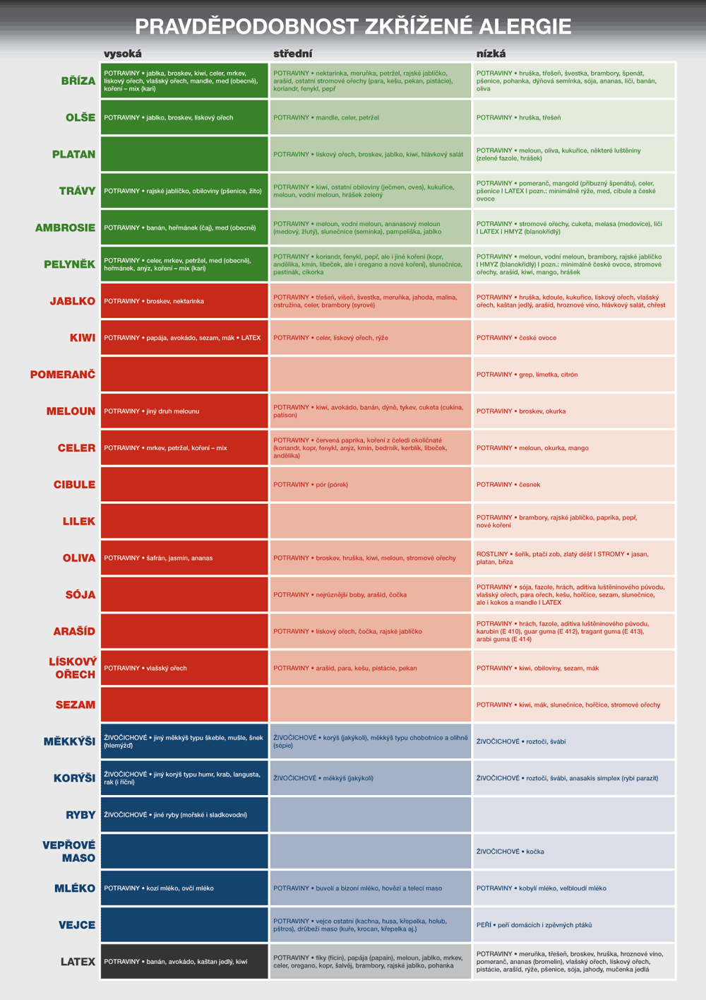 PRAVDĚPODOBNOST ZKŘÍŽENÉ ALERGIE
vysoká
střední
nízká
BŘÍZA
POTRAVINY • jablka, broskev, kiwi, celer, mrkev,
lískový ořech, vlašský ořech, mandle, med (obecně),
koření – mix (kari)
POTRAVINY • nektarinka, meruňka, petržel, rajské jablíčko,
arašíd, ostatní stromové ořechy (para, kešu, pekan, pistácie),
koriandr, fenykl, pepř
POTRAVINY • hruška, třešeň, švestka, brambory, špenát,
pšenice, pohanka, dýňová semínka, sója, ananas, liči, banán,
oliva
OLŠE
POTRAVINY • jablko, broskev, lískový ořech
POTRAVINY • mandle, celer, petržel
POTRAVINY • hruška, třešeň
PLATAN
POTRAVINY • lískový ořech, broskev, jablko, kiwi, hlávkový salát
POTRAVINY • meloun, oliva, kukuřice, některé luštěniny
(zelené fazole, hrášek)
TRÁVY
POTRAVINY • rajské jablíčko, obiloviny (pšenice, žito)
POTRAVINY • kiwi, ostatní obiloviny (ječmen, oves), kukuřice,
meloun, vodní meloun, hrášek zelený
POTRAVINY • pomeranč, mangold (příbuzný špenátu), celer,
pšenice I LATEX I pozn.: minimálně rýže, med, cibule a české
ovoce
AMBROSIE
POTRAVINY • banán, heřmánek (čaj), med (obecně)
POTRAVINY • meloun, vodní meloun, ananasový meloun
(medový, žlutý), slunečnice (semínka), pampeliška, jablko
POTRAVINY • stromové ořechy, cuketa, melasa (medovice), liči
I LATEX I HMYZ (blanokřídlý)
PELYNĚK
POTRAVINY • celer, mrkev, petržel, med (obecně),
heřmánek, anýz, koření – mix (kari)
POTRAVINY • koriandr, fenykl, pepř, ale i jiné koření (kopr,
andělika, kmín, libeček, ale i oregano a nové koření), slunečnice,
pastinák, cikorka
POTRAVINY • meloun, vodní meloun, brambory, rajské jablíčko
I HMYZ (blanokřídlý) I pozn.: minimálně české ovoce, stromové
ořechy, arašíd, kiwi, mango, hrášek
JABLKO
POTRAVINY • broskev, nektarinka
POTRAVINY • třešeň, višeň, švestka, meruňka, jahoda, malina,
ostružina, celer, brambory (syrové)
POTRAVINY • hruška, kdoule, kukuřice, lískový ořech, vlašský
ořech, kaštan jedlý, arašíd, hroznové víno, hlávkový salát, chřest
KIWI
POTRAVINY • papája, avokádo, sezam, mák • LATEX
POTRAVINY • celer, lískový ořech, rýže
POTRAVINY • české ovoce
POMERANČ
POTRAVINY • grep, limetka, citrón
MELOUN
POTRAVINY • jiný druh melounu
POTRAVINY • kiwi, avokádo, banán, dýně, tykev, cuketa (cukína,
patison)
POTRAVINY • broskev, okurka
CELER
POTRAVINY • mrkev, petržel, koření – mix
POTRAVINY • červená paprika, koření z čeledi okoličnaté
(koriandr, kopr, fenykl, anýz, kmín, bedrník, kerblík, libeček,
andělika)
POTRAVINY • meloun, okurka, mango
CIBULE
POTRAVINY • pór (pórek)
POTRAVINY • česnek
LILEK
POTRAVINY • brambory, rajské jablíčko, paprika, pepř,
nové koření
OLIVA
POTRAVINY • šafrán, jasmín, ananas
POTRAVINY • broskev, hruška, kiwi, meloun, stromové ořechy
ROSTLINY • šeřík, ptačí zob, zlatý déšť I STROMY • jasan,
platan, bříza
SÓJA
POTRAVINY • nejrůznější boby, arašíd, čočka
POTRAVINY • sója, fazole, hrách, aditiva luštěninového původu,
vlašský ořech, para ořech, kešu, hořčice, sezam, slunečnice,
ale i kokos a mandle I LATEX
ARAŠÍD
POTRAVINY • lískový ořech, čočka, rajské jablíčko
POTRAVINY • hrách, fazole, aditiva luštěninového původu,
karubin (E 410), guar guma (E 412), tragant guma (E 413),
arabi guma (E 414)
LÍSKOVÝ
OŘECH
POTRAVINY • vlašský ořech
POTRAVINY • arašíd, para, kešu, pistácie, pekan
POTRAVINY • kiwi, obiloviny, sezam, mák
SEZAM
POTRAVINY • kiwi, mák, slunečnice, hořčice, stromové ořechy
MĚKKÝŠI
ŽIVOČICHOVÉ • jiný měkkýš typu škeble, mušle, šnek
(hlemýžď)
ŽIVOČICHOVÉ • korýš (jakýkoli), měkkýš typu chobotnice a olihně
(sépie)
ŽIVOČICHOVÉ • roztoči, švábi
KORÝŠI
ŽIVOČICHOVÉ • jiný korýš typu humr, krab, langusta,
rak (i říční)
ŽIVOČICHOVÉ • měkkýš (jakýkoli)
ŽIVOČICHOVÉ • roztoči, švábi, anasakis simplex (rybí parazit)
RYBY
ŽIVOČICHOVÉ • jiné ryby (mořské i sladkovodní)
VEPŘOVÉ
MASO
ŽIVOČICHOVÉ • kočka
MLÉKO
POTRAVINY • kozí mléko, ovčí mléko
POTRAVINY • buvolí a bizoní mléko, hovězí a telecí maso
POTRAVINY • kobylí mléko, velbloudí mléko
VEJCE
POTRAVINY • vejce ostatní (kachna, husa, křepelka, holub,
pštros), drůbeží maso (kuře, krocan, křepelka aj.)
PEŘÍ • peří domácích i zpěvných ptáků
LATEX
POTRAVINY • banán, avokádo, kaštan jedlý, kiwi
POTRAVINY • fíky (ficin), papája (papain), meloun, jablko, mrkev,
celer, oregano, kopr, šalvěj, brambory, rajské jablko, pohanka
POTRAVINY • meruňka, třešeň, broskev, hruška, hroznové víno,
pomeranč, ananas (bromelin), vlašský ořech, lískový ořech,
pistácie, arašíd, rýže, pšenice, sója, jahody, mučenka jedlá